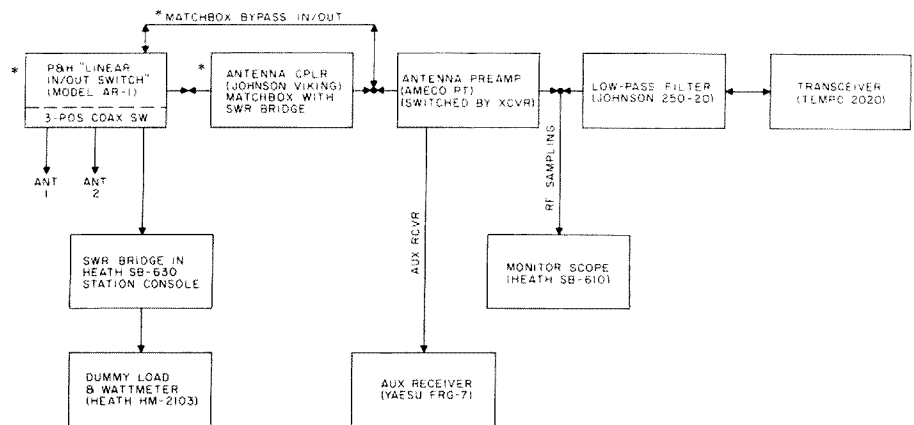 *MATCHBOX BYPASS IN/OUT
*
P&H "LINEAR
IN/OUT SWITCH"
(MODEL AR-1)
3-POS COAX SW
*
ANTENNA CPLR
(JOHNSON VIKING)
MATCHBOX WITH
SWR BRIDGE
ANTENNA PREAMP
(AMECO PT)
(SWITCHED BY XCVR)
LOW-PASS FILTER
(JOHNSON 250-20)
TRANSCEIVER
(TEMPO 2020)
ANT
1
ANT
2
AUX RCVR
RF SAMPLING
SWR BRIDGE IN
HEATH SB-630
STATION CONSOLE
MONITOR SCOPE
(HEATH SB-610)
DUMMY LOAD
& WATTMETER
(HEATH HM-2103)
AUX RECEIVER
(YAESU FRG-7)